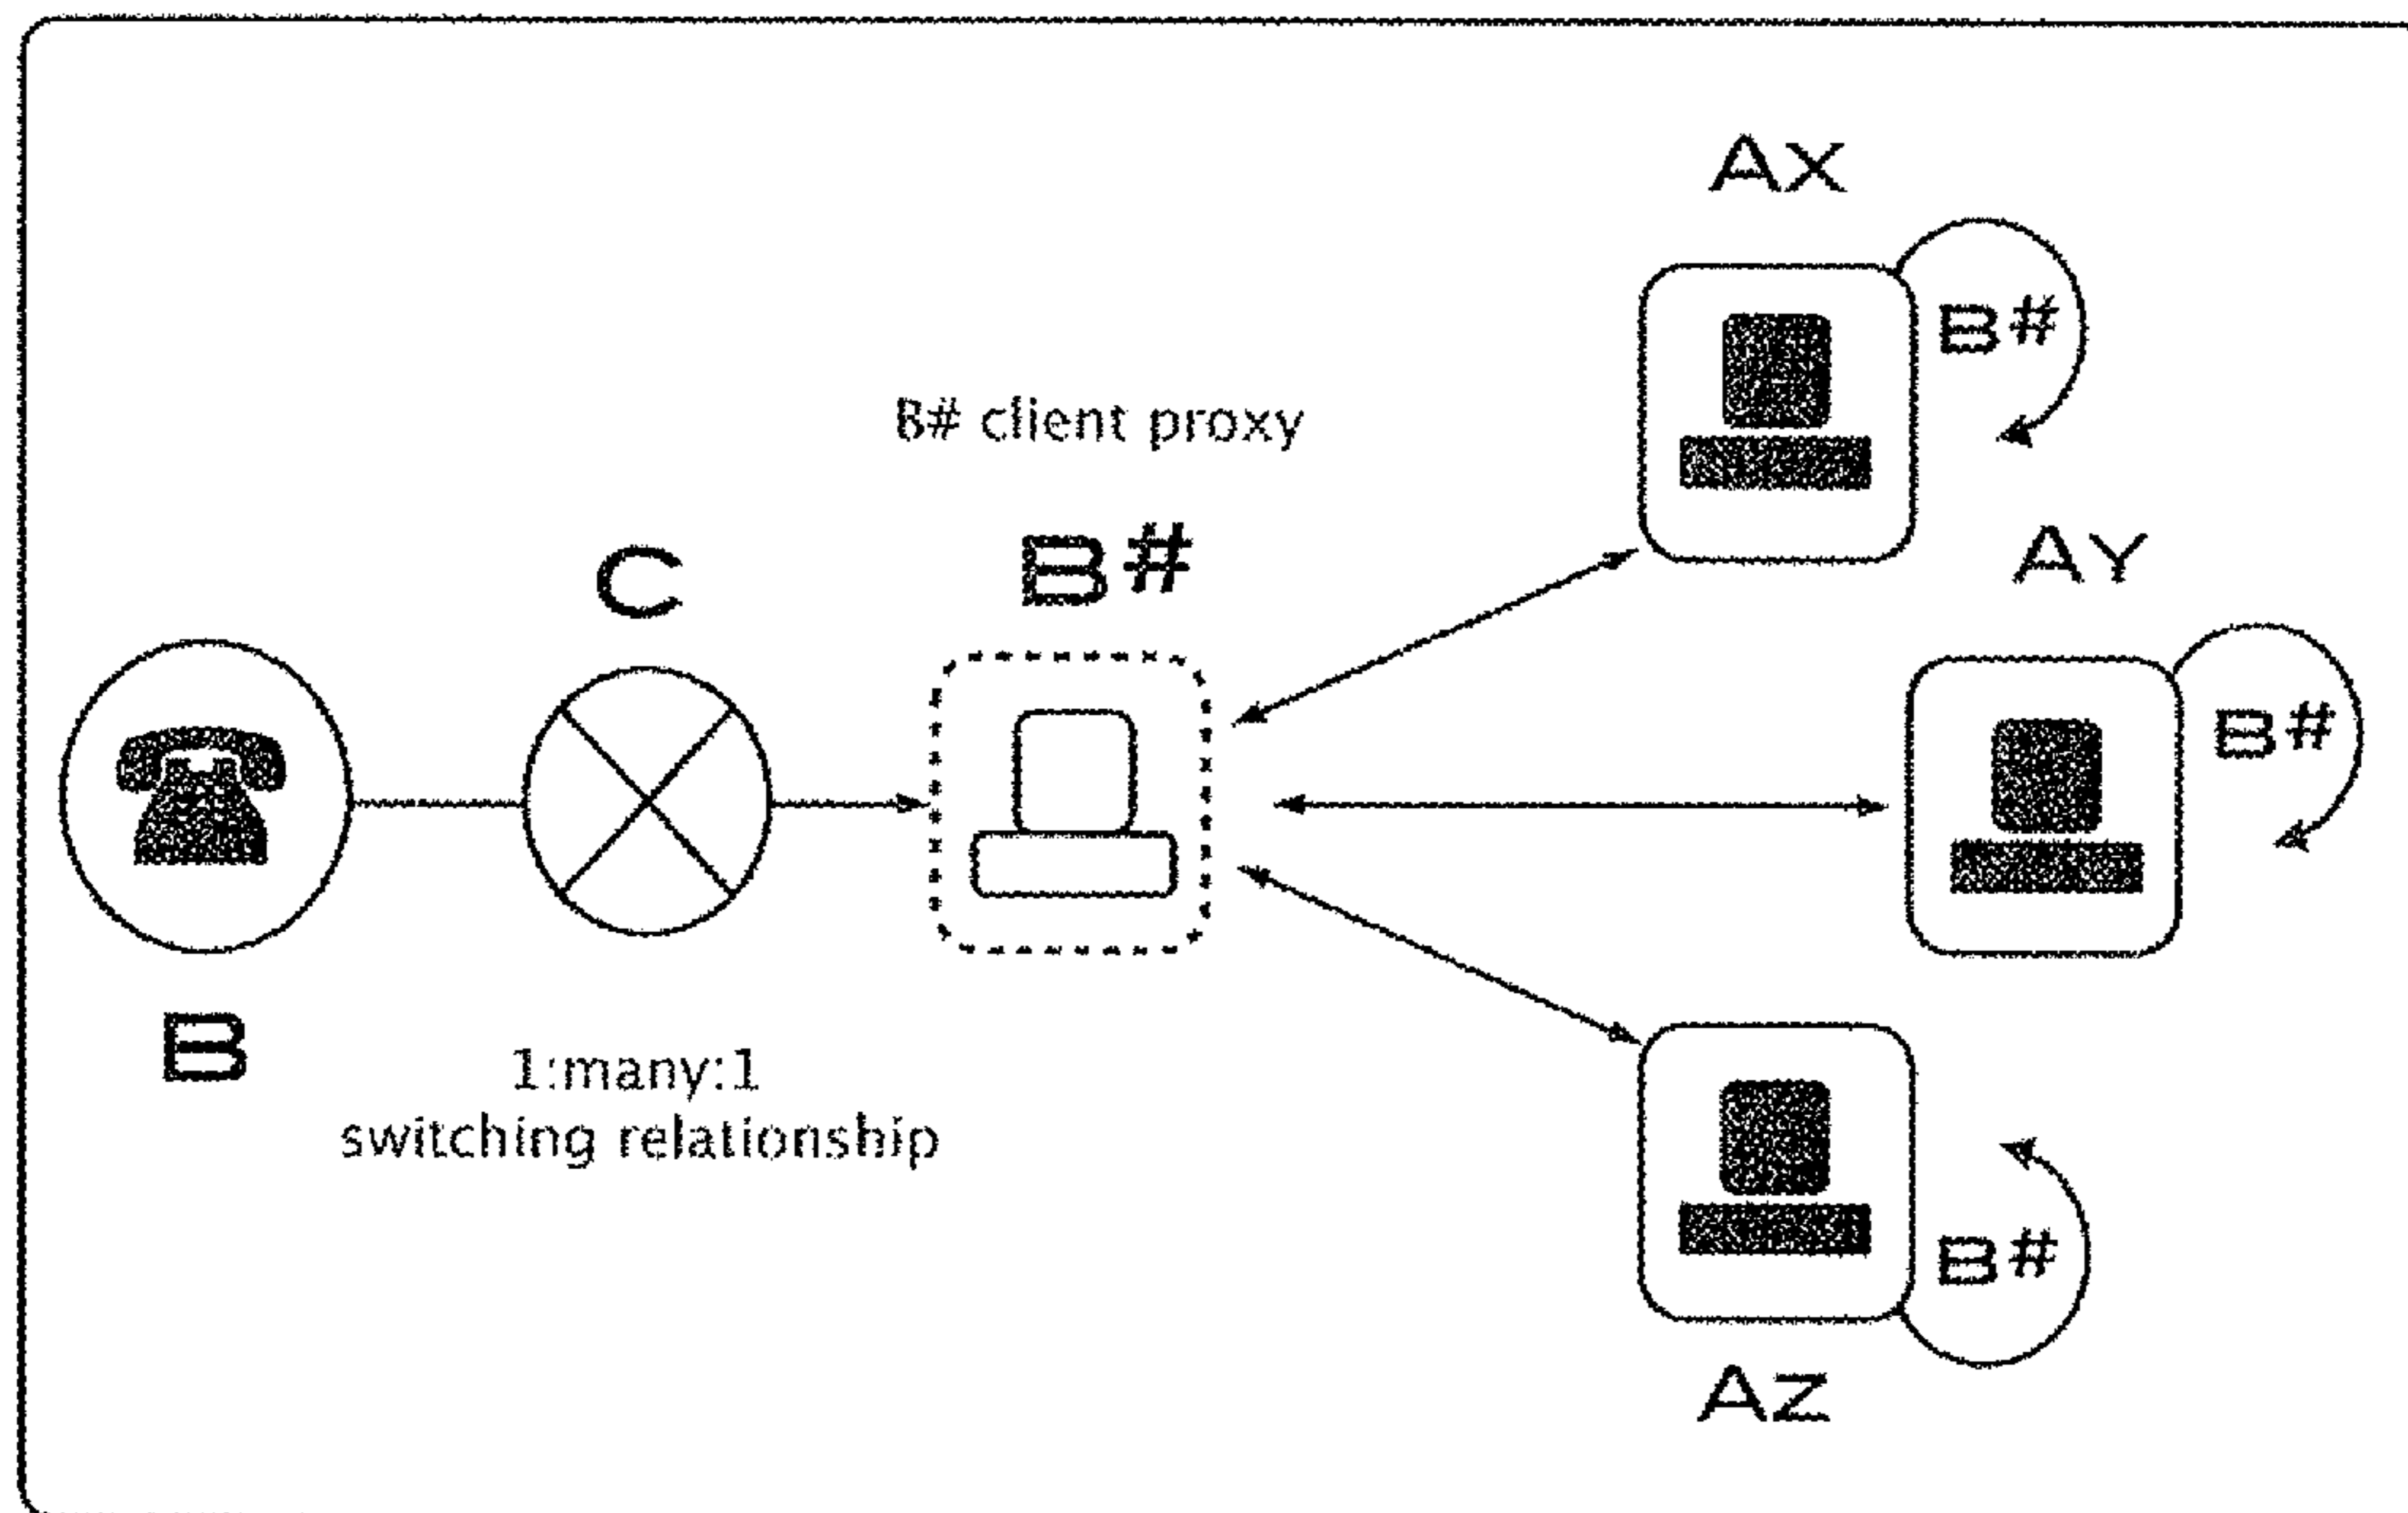 AX
B#
B# client proxy
AY
C
B#
B#
B
1:many:1
switching relationship
B#
AZ